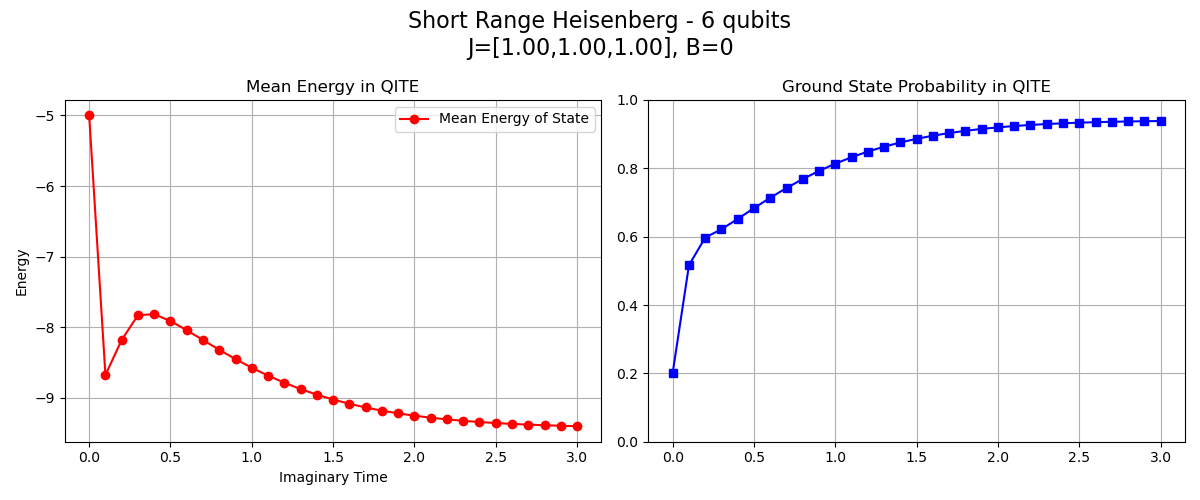 Short Range Heisenberg - 6 qubits
J=[1.00,1.00,1.00], B=0
Mean Energy in QITE
Mean Energy of State
Energy
−5
−6
−7
−8
−9
0.0 0.5 1.0 1.5 2.0 2.5 3.0
Imaginary Time
Ground State Probability in QITE
1.0
0.8
0.6
0.4
0.2
0.0
0.0 0.5 1.0 1.5 2.0 2.5 3.0